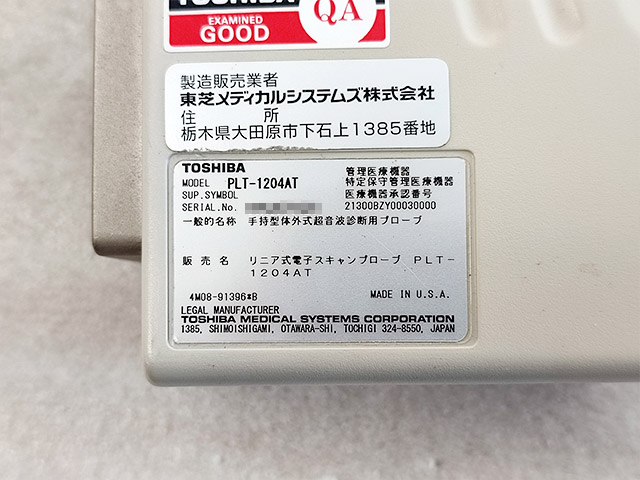 TOSHIBA
EXAMINED
GOOD
QA
製造販売業者
東芝メディカルシステムズ株式会社
住 所
栃木県大田原市下石上1385番地
TOSHIBA
MODEL PLT-1204AT
SUP.SYMBOL
SERIAL.No.
管理医療機器
特定保守管理医療機器
医療機器承認番号
21300BZY00030000
一般的名称 手持型体外式超音波診断用プローブ
販 売 名 リニア式電子スキャンプローブ PLT-
1204AT
4M08-91396*B
MADE IN U.S.A.
LEGAL MANUFACTURER
TOSHIBA MEDICAL SYSTEMS CORPORATION
1385, SHIMOISHIGAMI, OTAWARA-SHI, TOCHIGI 324-8550, JAPAN